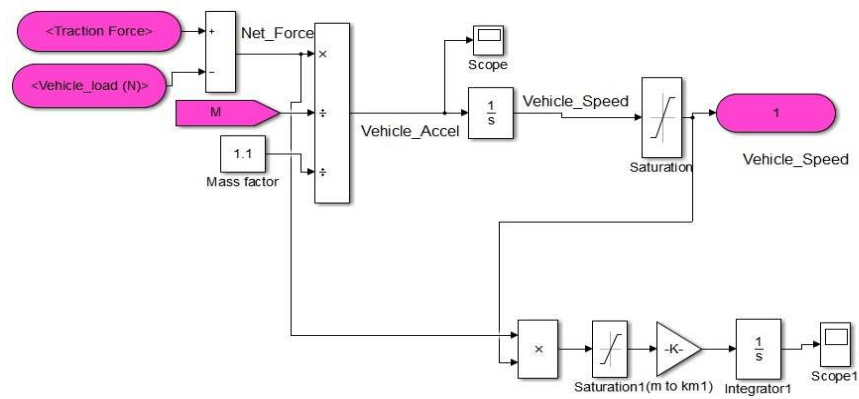 <Traction Force>
+
Net_Force
<Vehicle_load (N)>
−
×
Scope
M
÷
1
s
Vehicle_Speed
1
Vehicle_Accel
1.1
÷
Saturation
Vehicle_Speed
Mass factor
×
-K-
1
s
Saturation1
(m to km1)
Integrator1
Scope1